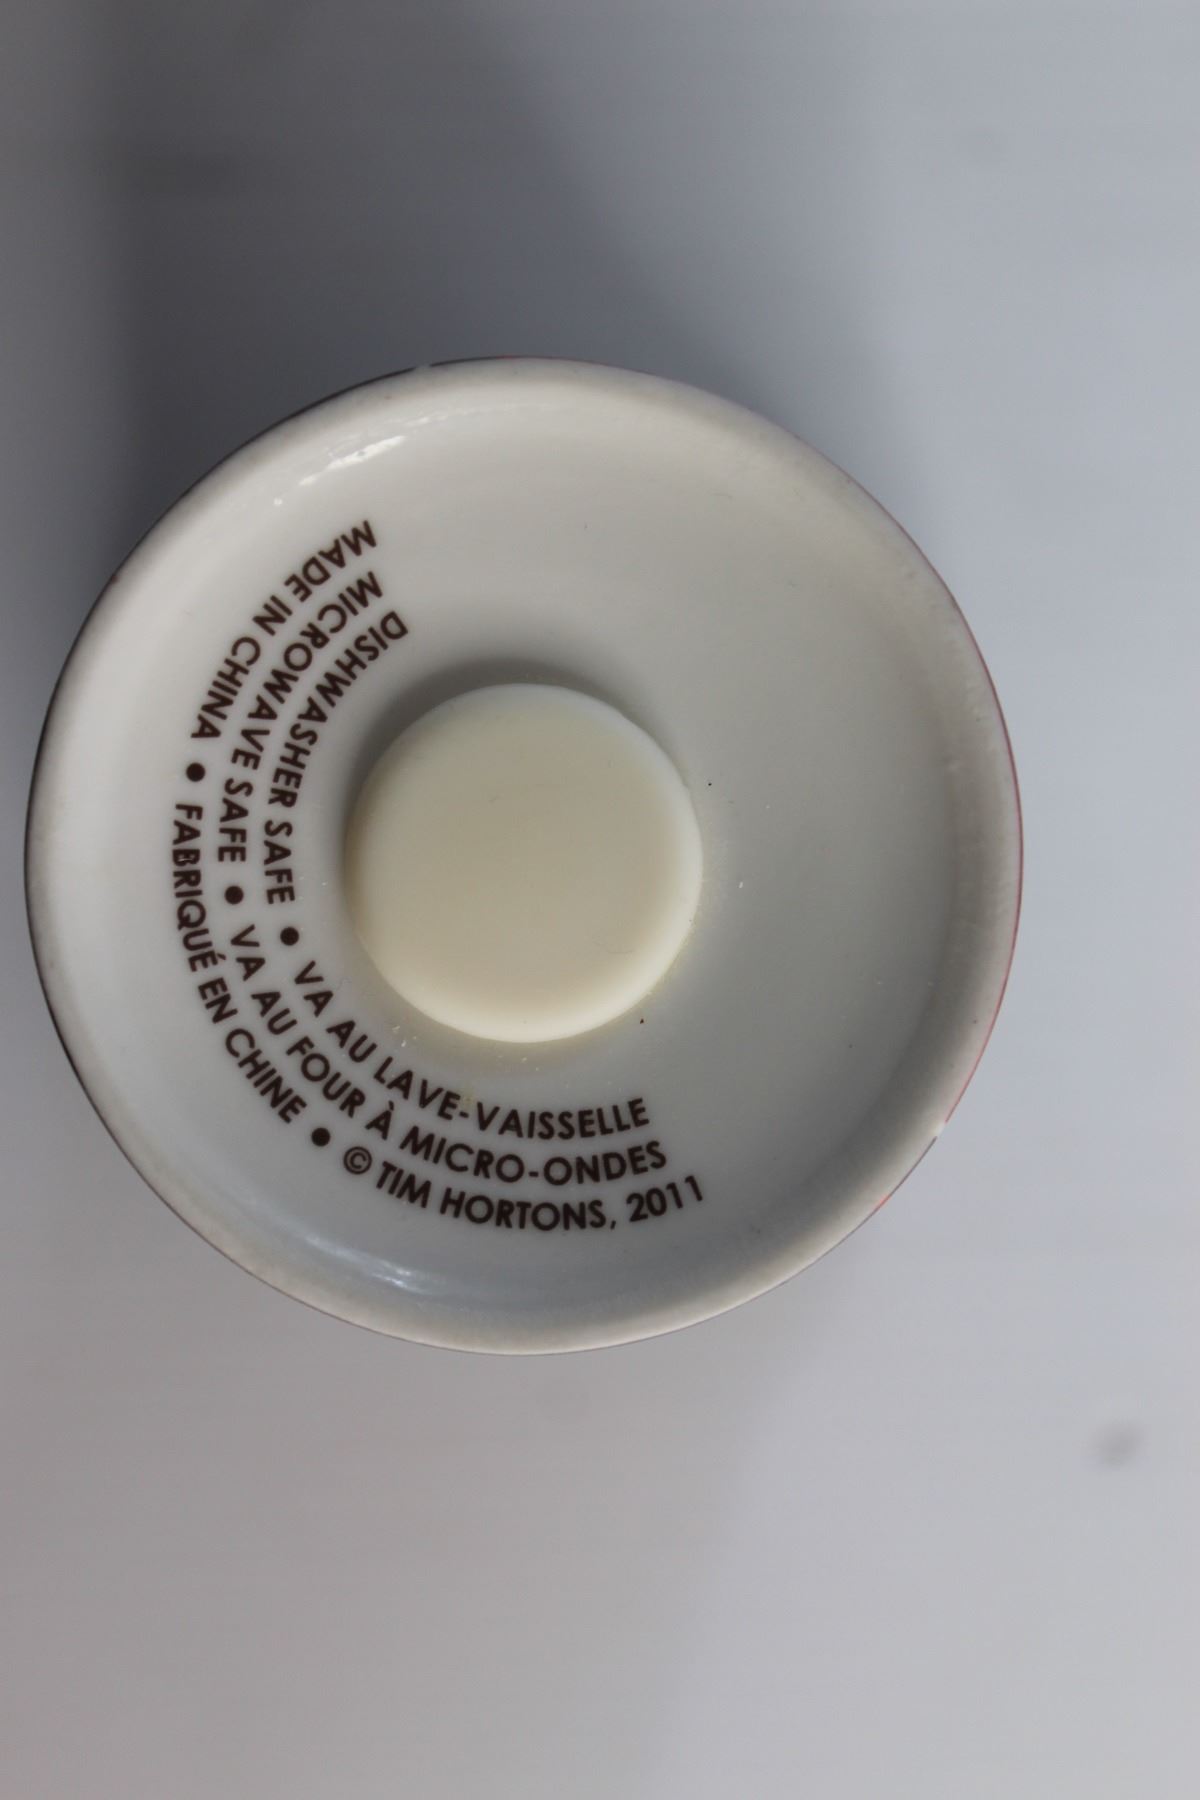 DISHWASHER SAFE • VA AU LAVE-VAISSELLE
MICROWAVE SAFE • VA AU FOUR À MICRO-ONDES
MADE IN CHINA • FABRIQUÉ EN CHINE • © TIM HORTONS, 2011